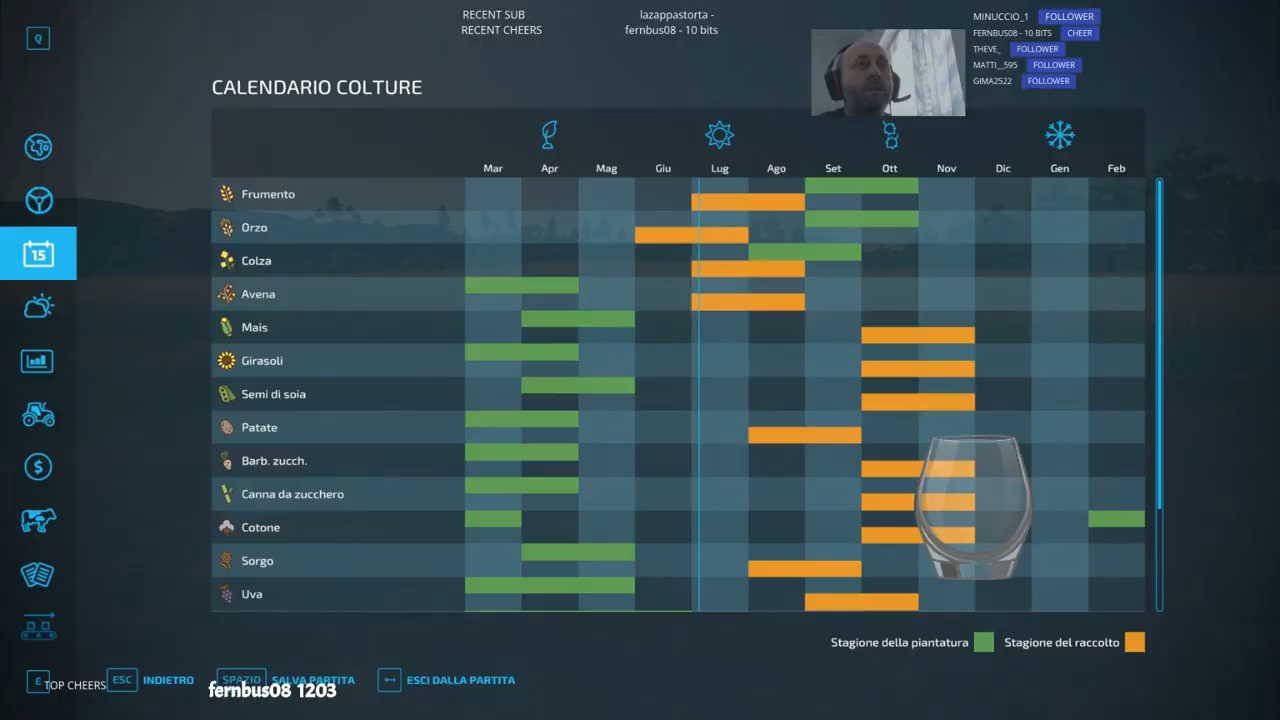 Q
RECENT SUB
lazappastorta -
RECENT CHEERS
fernbus08 - 10 bits
MINUCCIO_1 FOLLOWER
FERNBUS08 - 10 BITS CHEER
THEVE_ FOLLOWER
MATTI__595 FOLLOWER
GIMA2522 FOLLOWER
CALENDARIO COLTURE
Mar Apr Mag Giu Lug Ago Set Ott Nov Dic Gen Feb
Frumento
Orzo
15
Colza
Avena
Mais
Girasoli
Semi di soia
Patate
Barb. zucch.
Canna da zucchero
Cotone
Sorgo
Uva
Stagione della piantatura
Stagione del raccolto
E
TOP CHEERS
ESC INDIETRO
SPAZIO SALVA PARTITA
ESCI DALLA PARTITA
fernbus08 1203